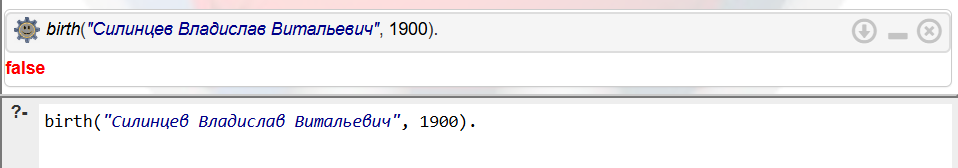 birth("Силинцев Владислав Витальевич", 1900).
false
?- birth("Силинцев Владислав Витальевич", 1900).